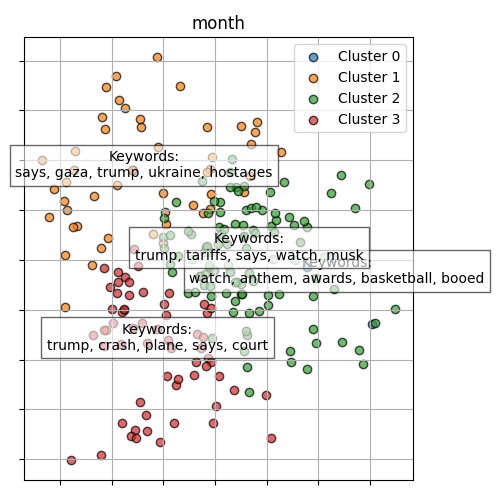 month
Cluster 0
Cluster 1
Cluster 2
Cluster 3
Keywords:
says, gaza, trump, ukraine, hostages
Keywords:
trump, tariffs, says, watch, musk
Keywords:
watch, anthem, awards, basketball, booed
Keywords:
trump, crash, plane, says, court